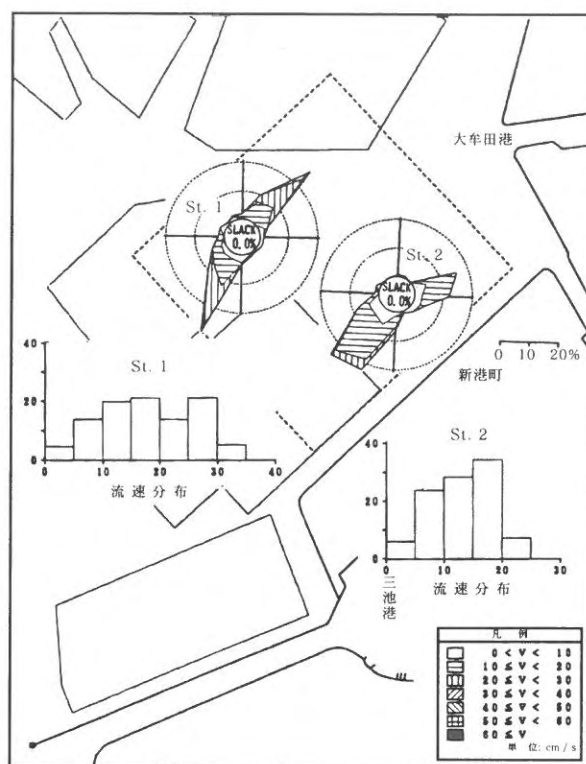 大牟田港
St. 1
SLACK
0.0%
St. 2
SLACK
0.0%
0 10 20%
新港町
St. 1
40
20
0
0 10 20 30 40
流速分布
St. 2
40
20
0
0 10 20 30
流速分布
三池港
凡 例
0 < V < 10
10 ≦ V < 20
20 ≦ V < 30
30 ≦ V < 40
40 ≦ V < 50
50 ≦ V < 60
60 ≦ V
単 位: cm / s